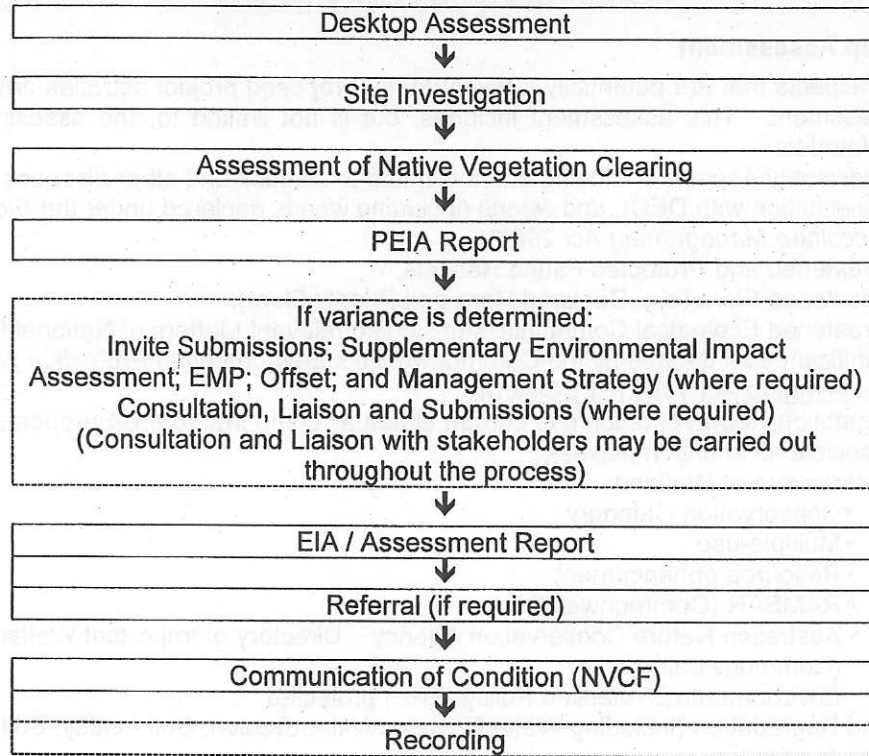 Desktop Assessment
Site Investigation
Assessment of Native Vegetation Clearing
PEIA Report
If variance is determined:
Invite Submissions; Supplementary Environmental Impact
Assessment; EMP; Offset; and Management Strategy (where required)
Consultation, Liaison and Submissions (where required)
(Consultation and Liaison with stakeholders may be carried out
throughout the process)
EIA / Assessment Report
Referral (if required)
Communication of Condition (NVCF)
Reporting